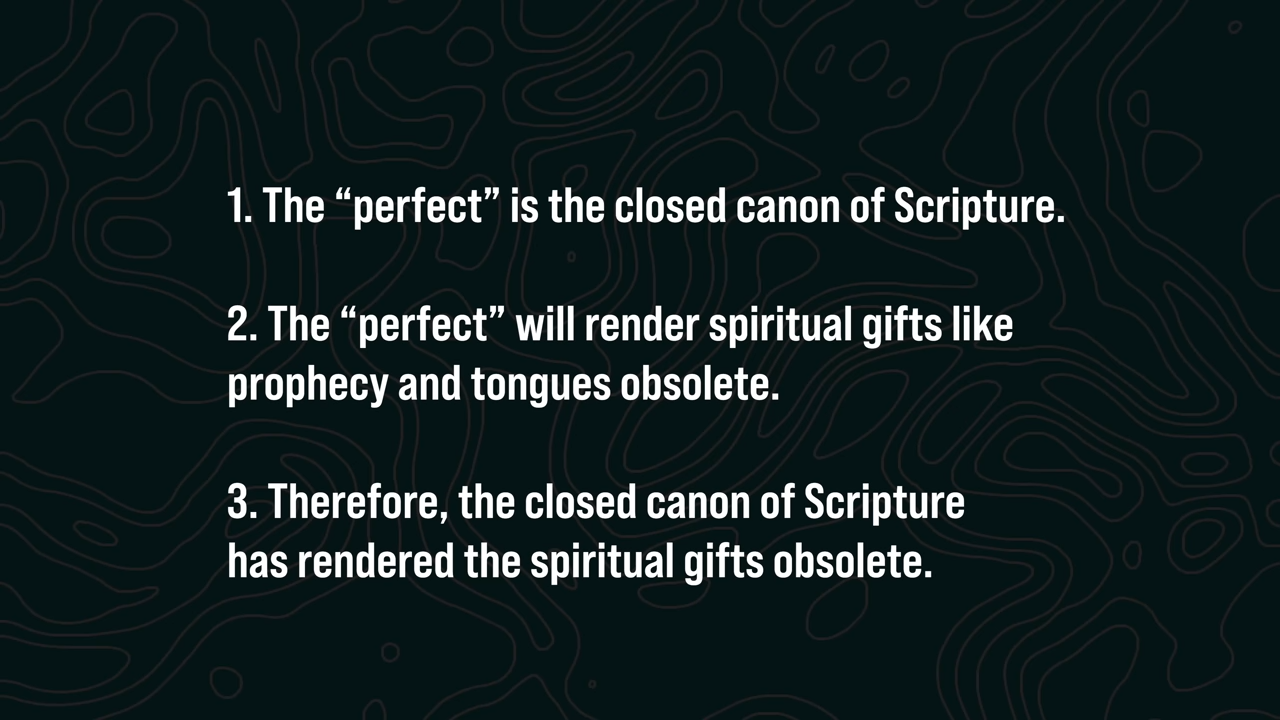 1. The “perfect” is the closed canon of Scripture.
2. The “perfect” will render spiritual gifts like
prophecy and tongues obsolete.
3. Therefore, the closed canon of Scripture
has rendered the spiritual gifts obsolete.